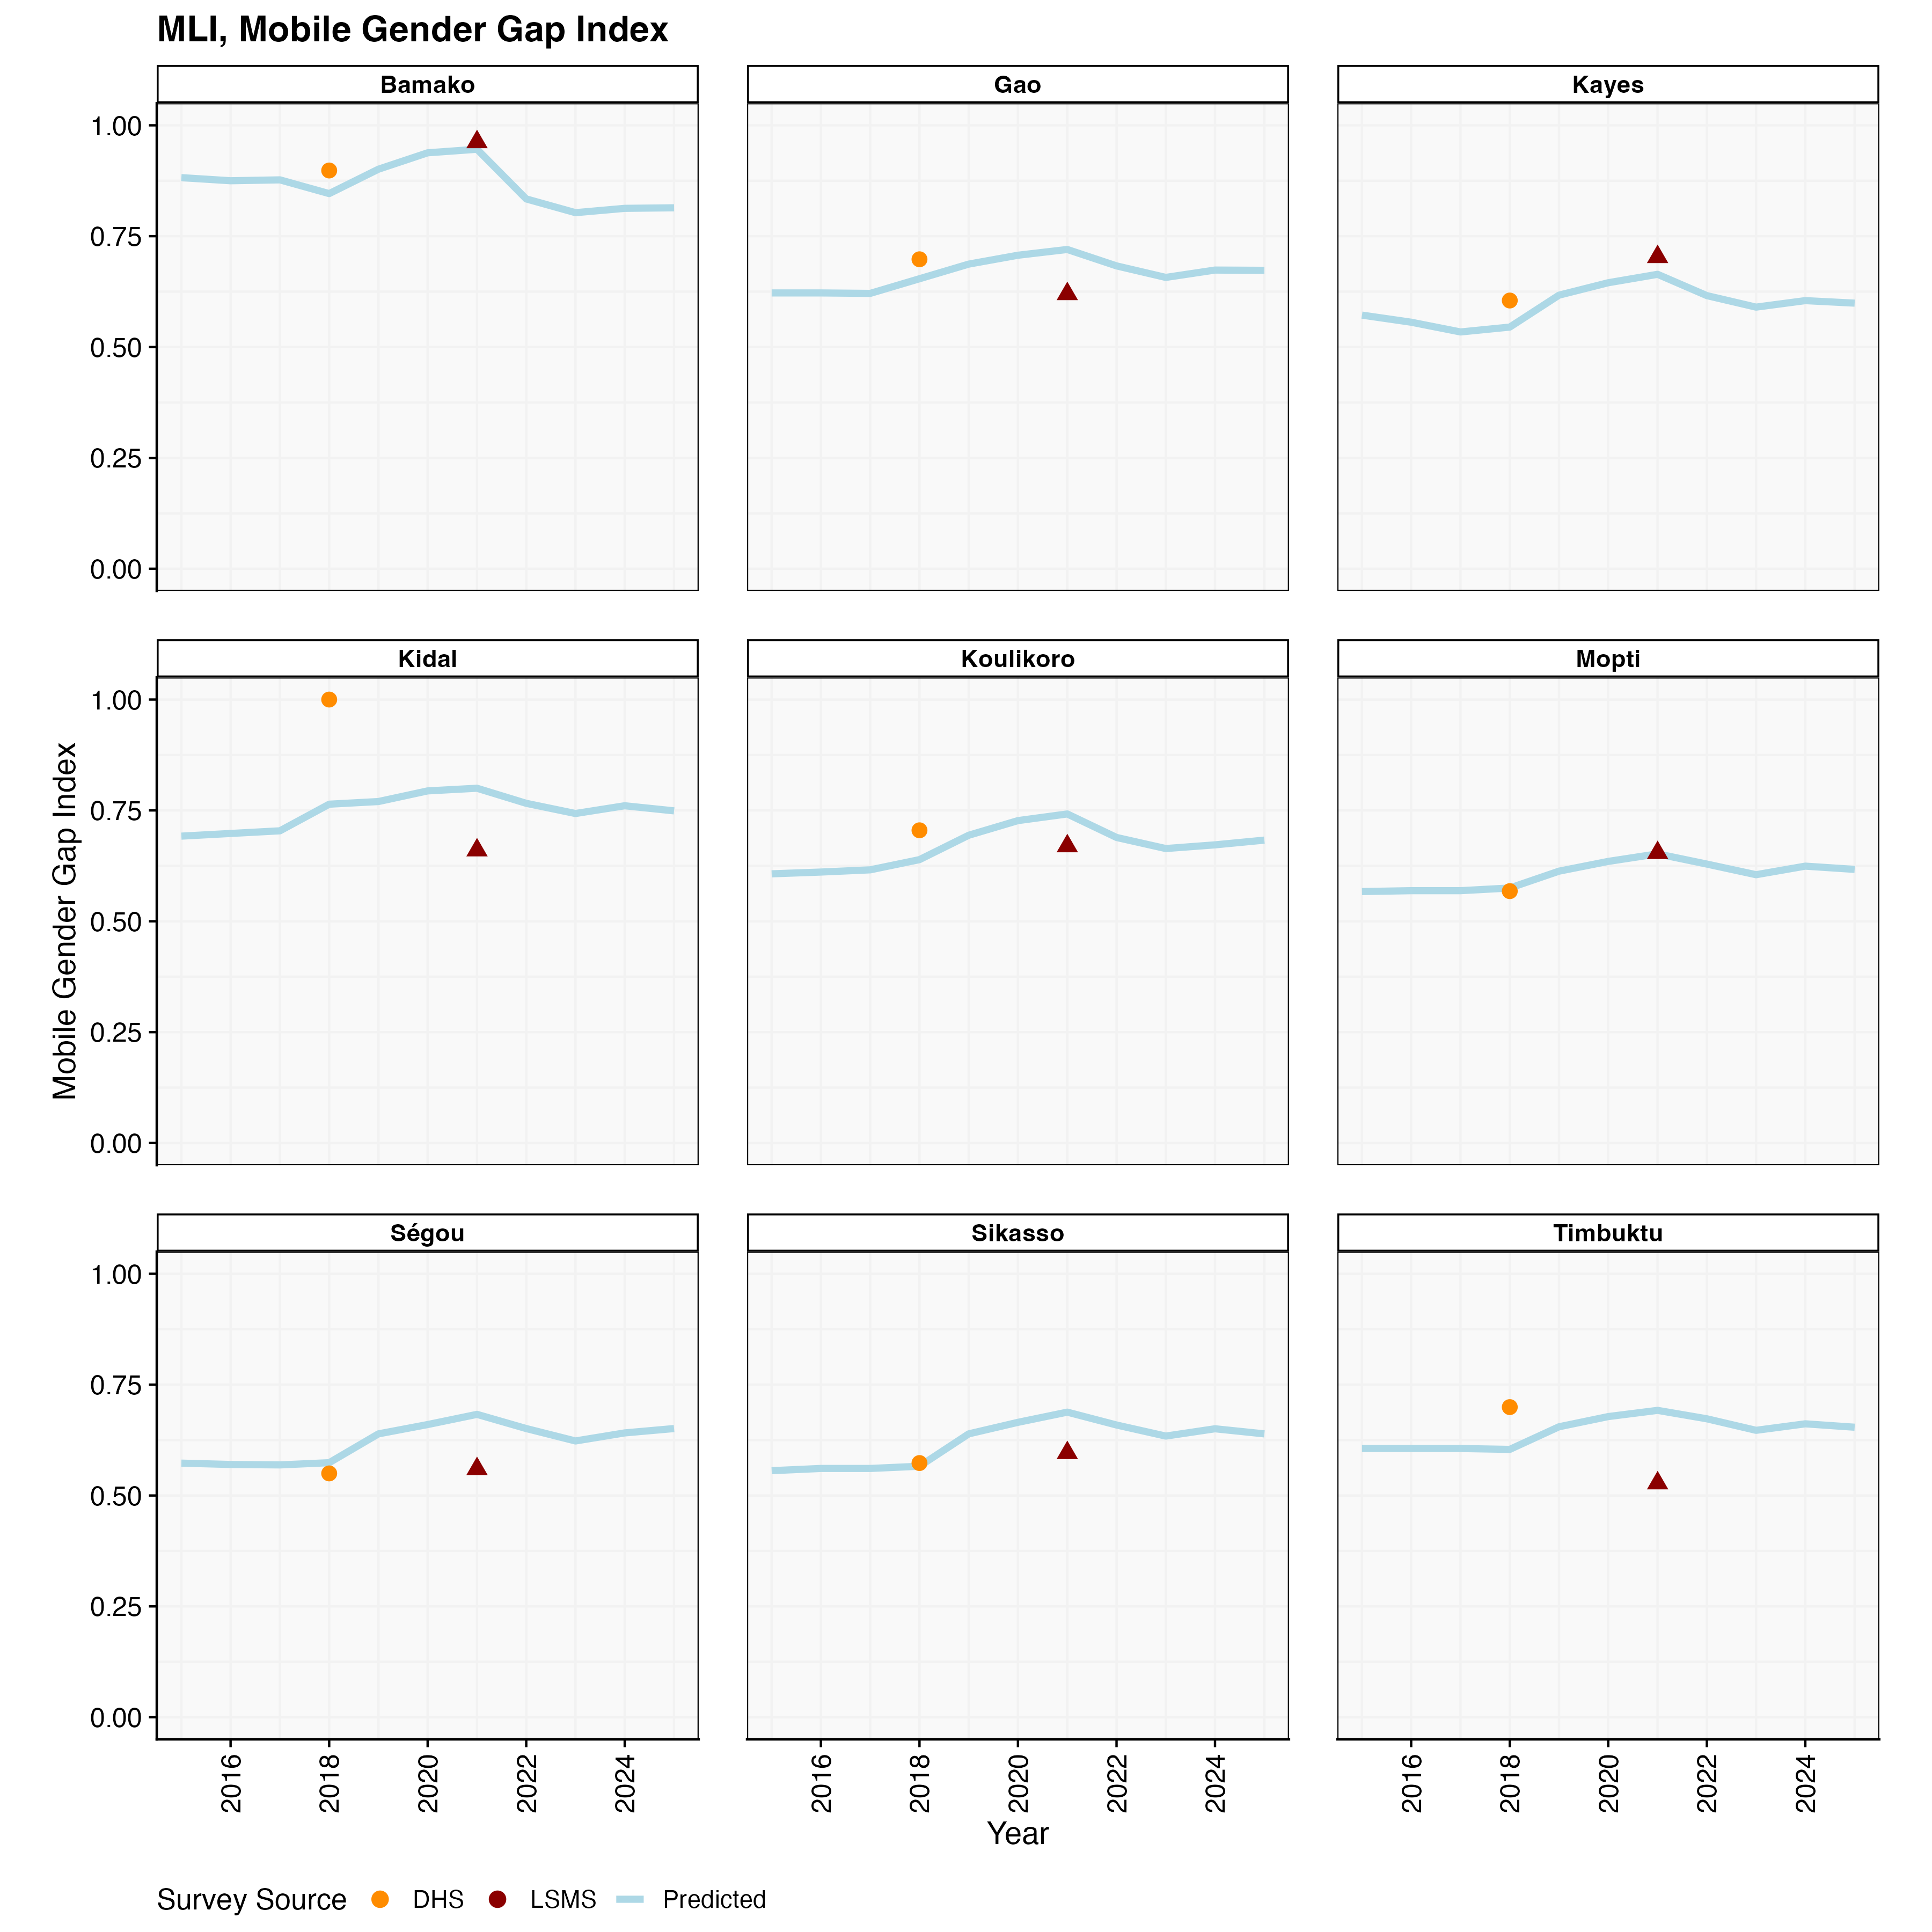 MLI, Mobile Gender Gap Index
Bamako
Gao
Kayes
1.00
0.75
0.50
0.25
0.00
Kidal
Koulikoro
Mopti
1.00
0.75
0.50
0.25
0.00
Mobile Gender Gap Index
Ségou
Sikasso
Timbuktu
1.00
0.75
0.50
0.25
0.00
2016 2018 2020 2022 2024
2016 2018 2020 2022 2024
2016 2018 2020 2022 2024
Year
Survey Source DHS LSMS Predicted